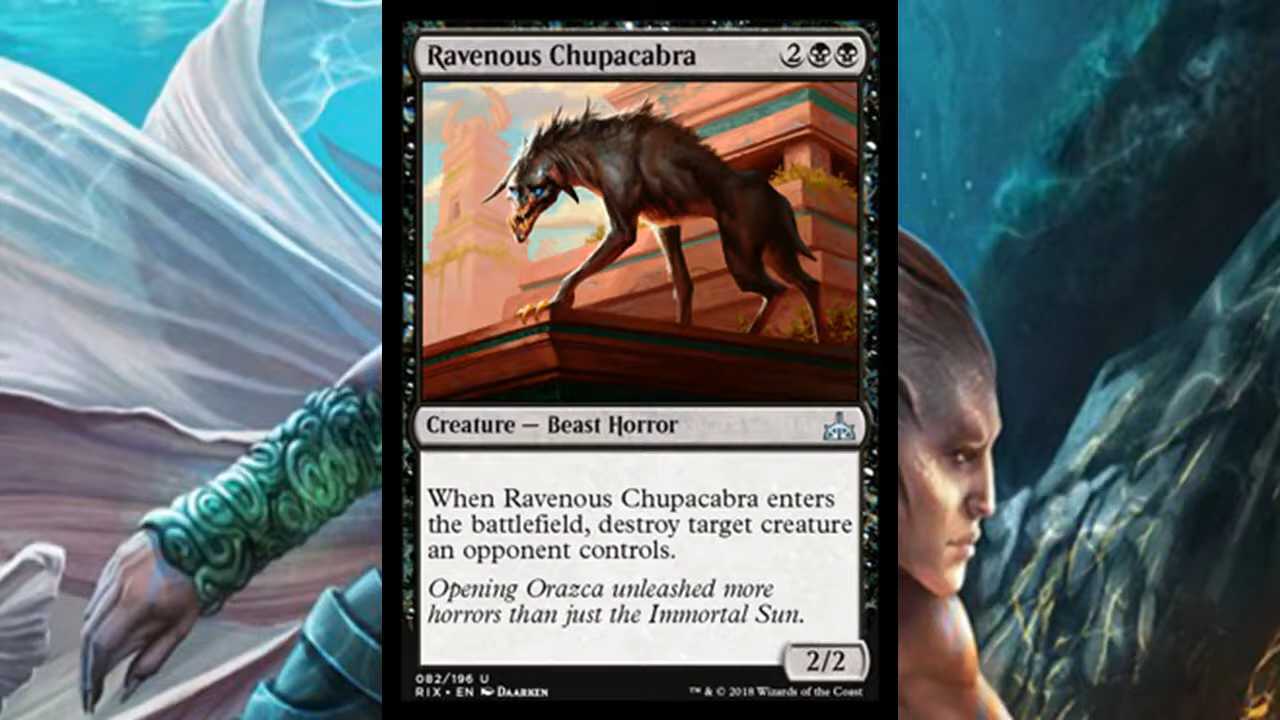 Ravenous Chupacabra 2
Creature — Beast Horror
When Ravenous Chupacabra enters
the battlefield, destroy target creature
an opponent controls.
Opening Orazca unleashed more
horrors than just the Immortal Sun.
2/2
082/196 U
RIX • EN Daarken
™ & © 2018 Wizards of the Coast